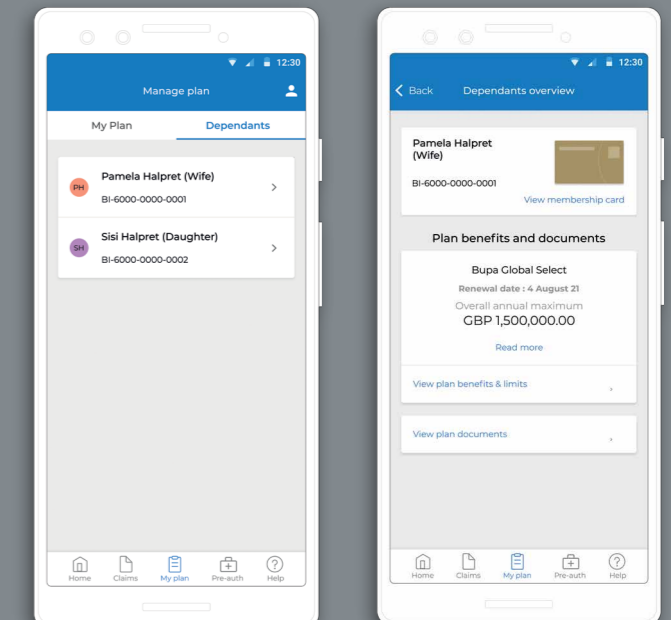 12:30
Manage plan
My Plan
Dependants
PH
Pamela Halpret (Wife)
BI-6000-0000-0001
SH
Sisi Halpret (Daughter)
BI-6000-0000-0002
Home
Claims
My plan
Pre-auth
Help
12:30
Back
Dependants overview
Pamela Halpret
(Wife)
BI-6000-0000-0001
View membership card
Plan benefits and documents
Bupa Global Select
Renewal date : 4 August 21
Overall annual maximum
GBP 1,500,000.00
Read more
View plan benefits & limits
View plan documents
Home
Claims
My plan
Pre-auth
Help